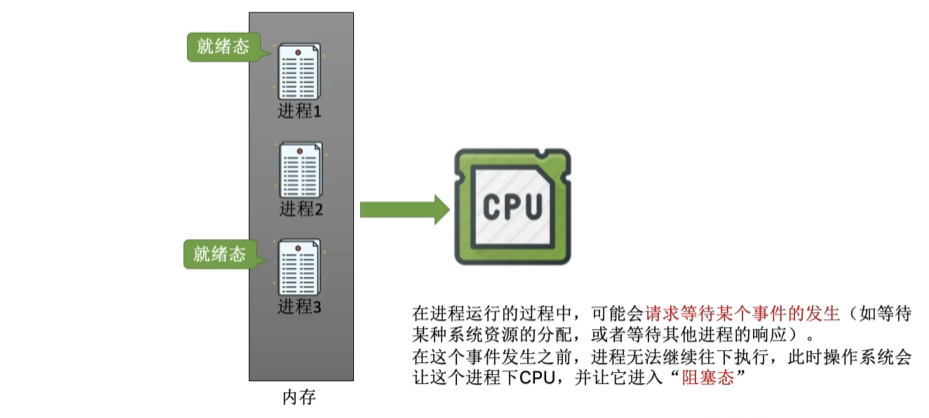 就绪态
进程1
进程2
就绪态
进程3
内存
CPU
在进程运行的过程中，可能会请求等待某个事件的发生（如等待
某种系统资源的分配，或者等待其他进程的响应）。
在这个事件发生之前，进程无法继续往下执行，此时操作系统会
让这个进程下CPU，并让它进入“阻塞态”